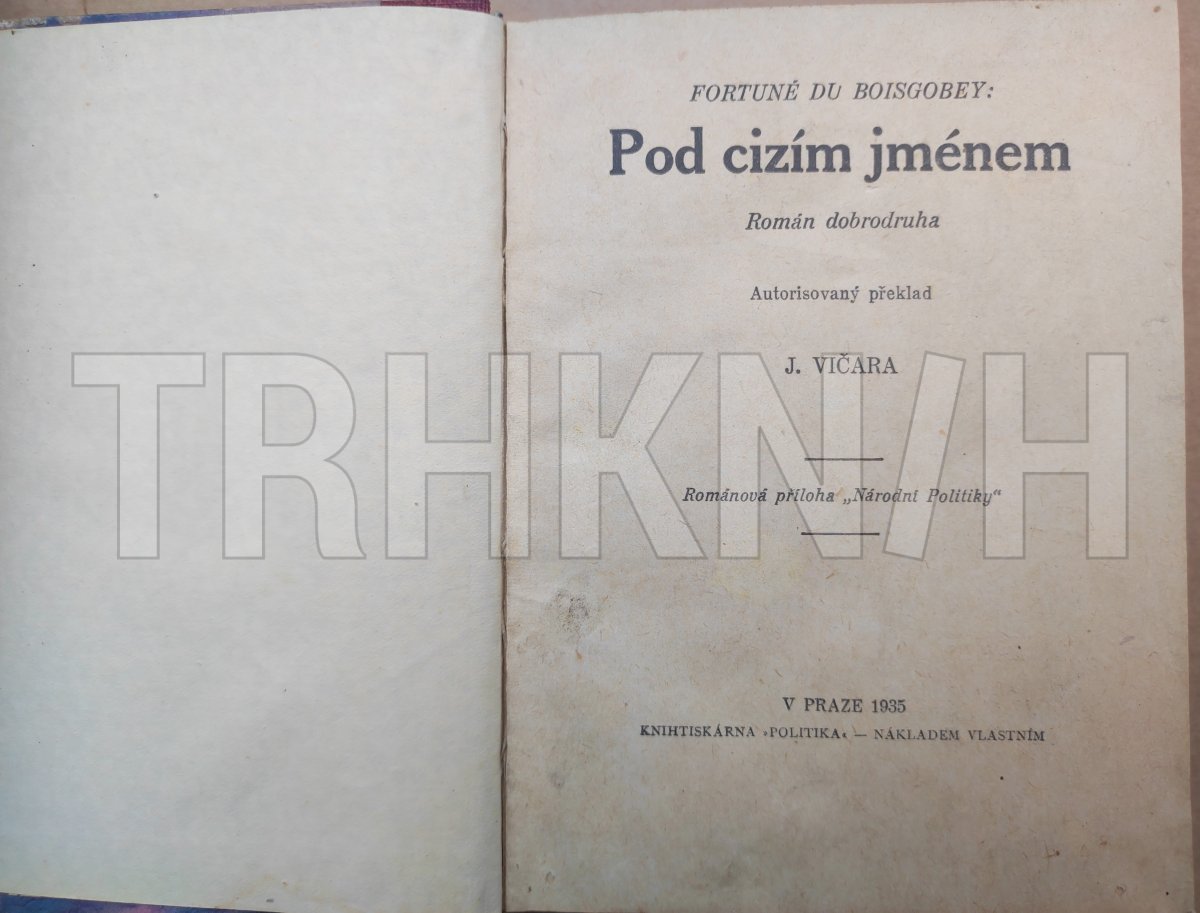 FORTUNÉ DU BOISGOBEY:
Pod cizím jménem
Román dobrodruha
Autorisovaný překlad
J. VIČARA
TRHKNIH
Románová příloha „Národní Politiky“
V PRAZE 1935
KNIHTISKÁRNA »POLITIKA« — NÁKLADEM VLASTNÍM